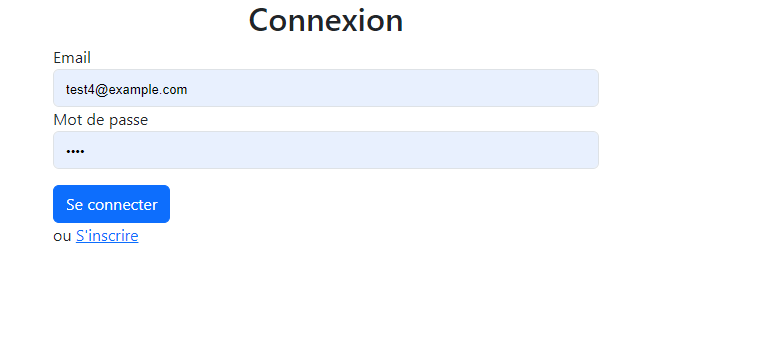 Connexion
Email
test4@example.com
Mot de passe
••••
Se connecter
ou S'inscrire